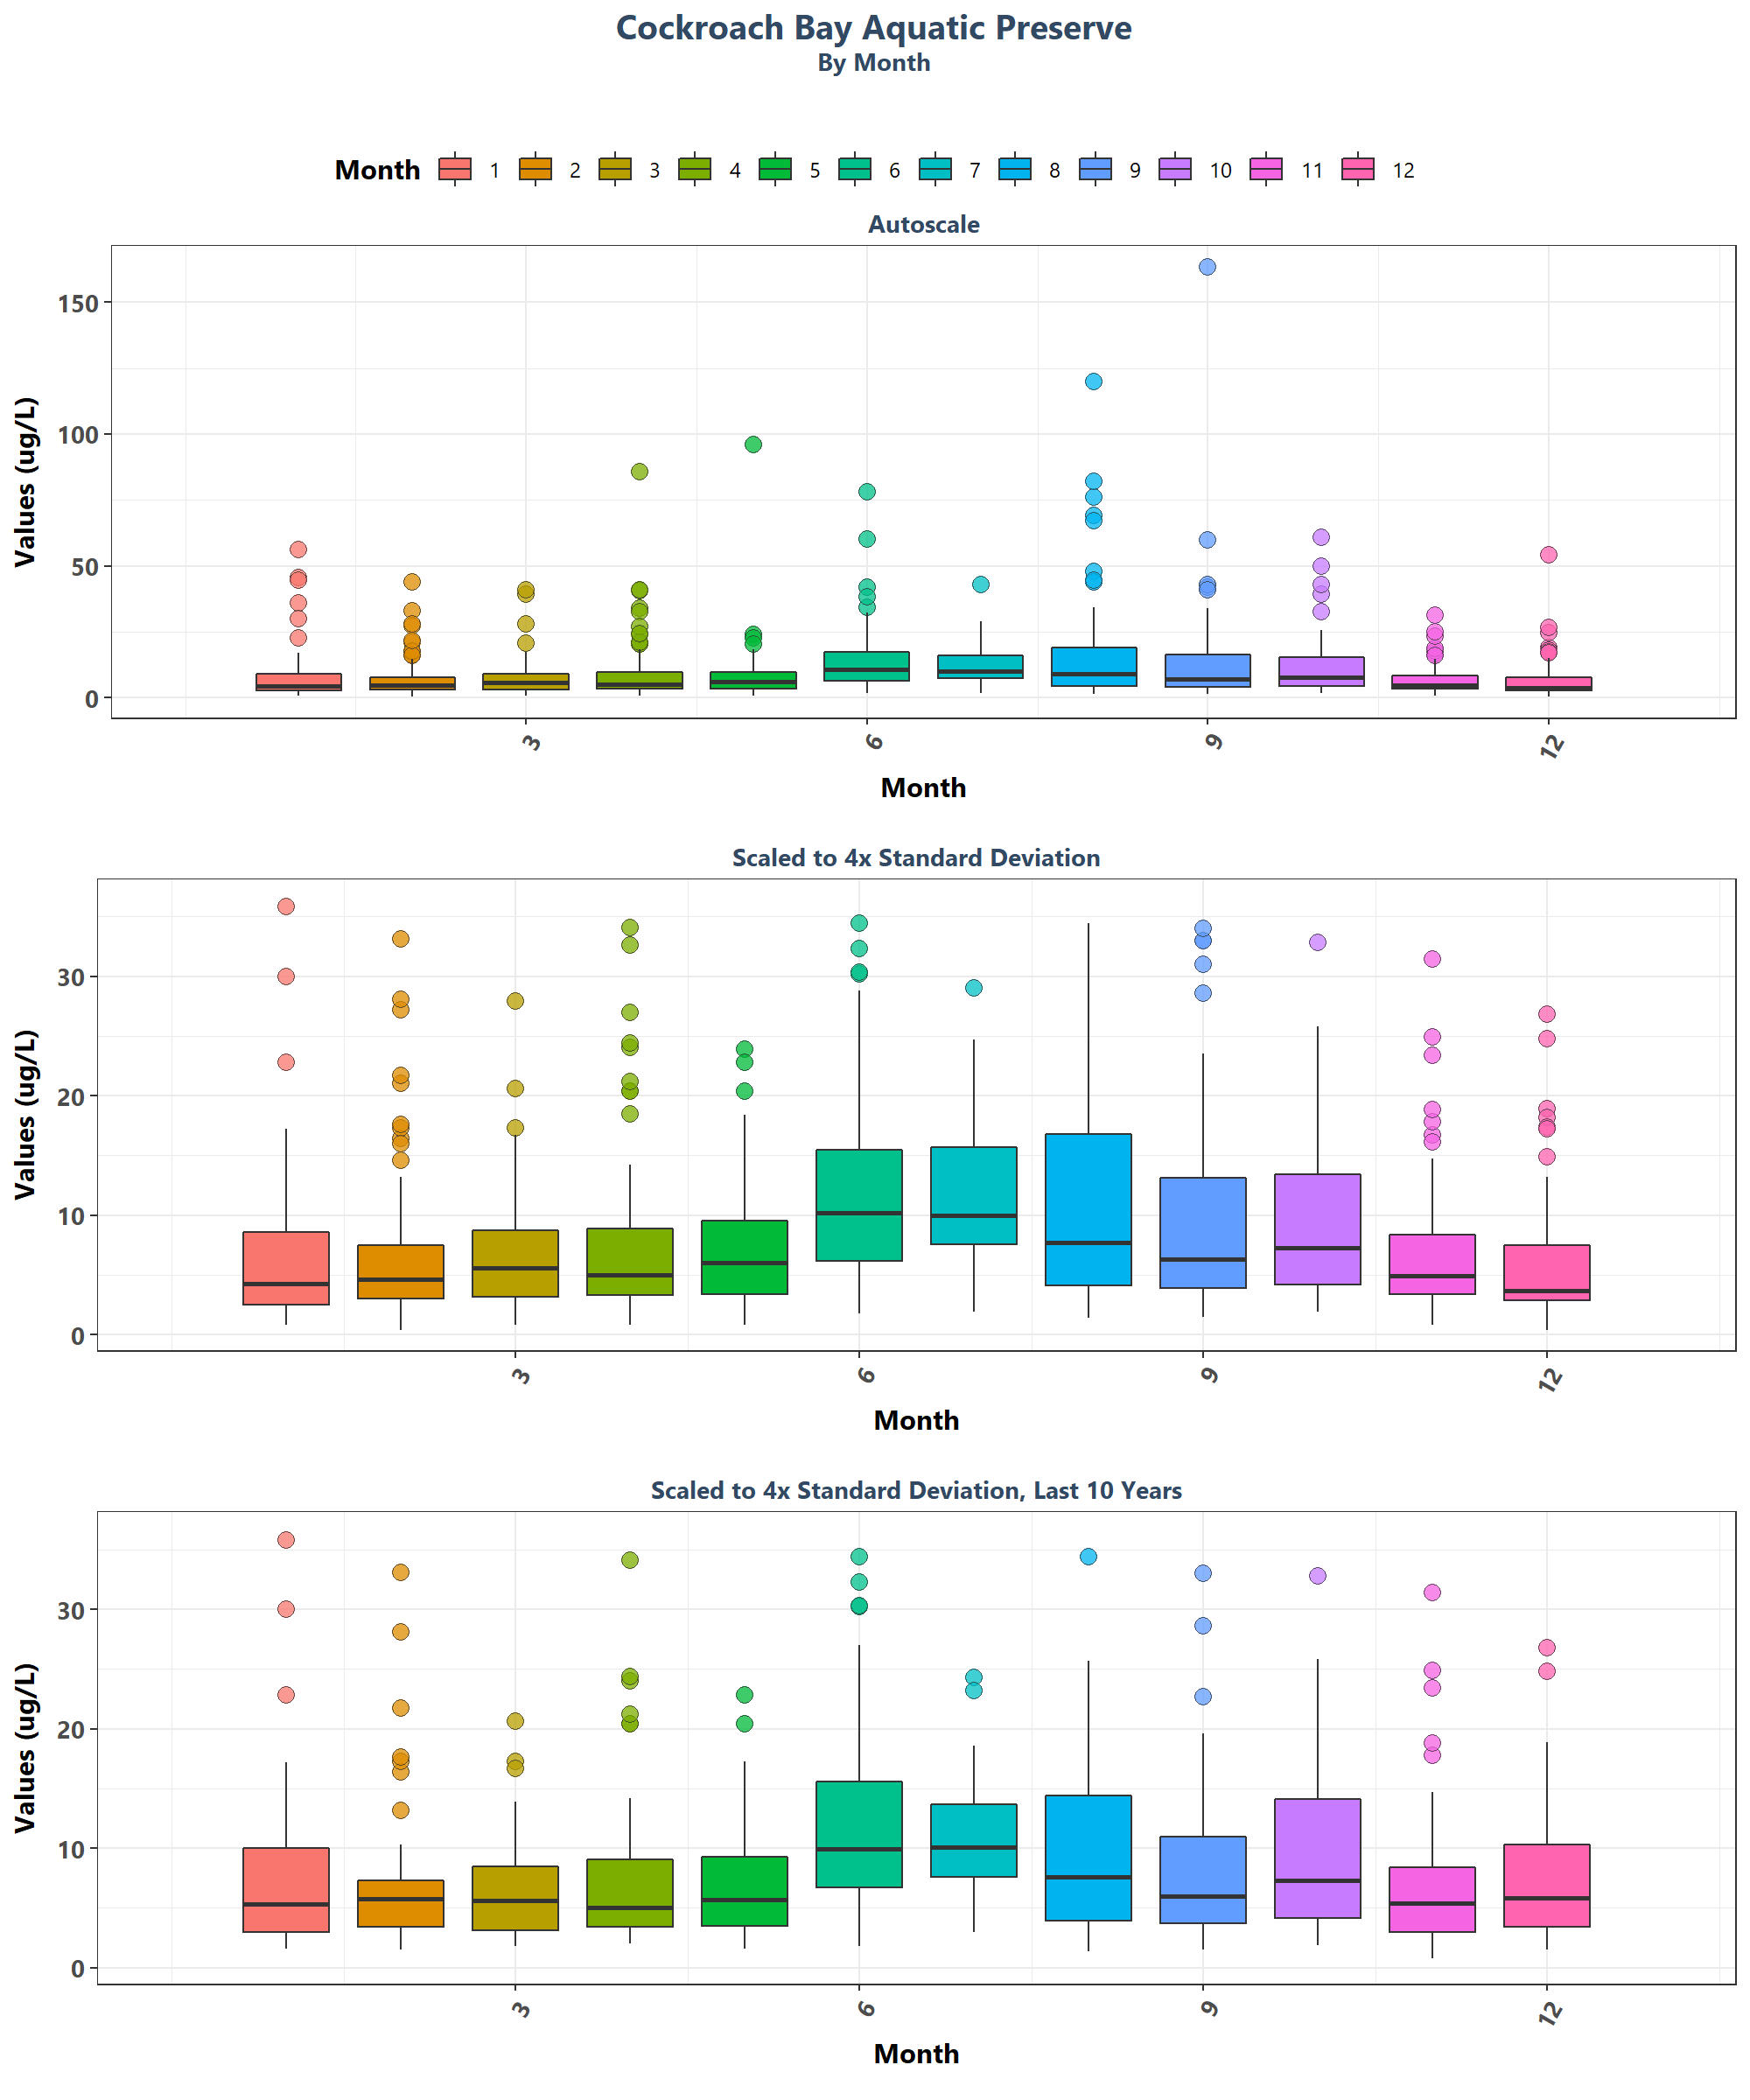 Cockroach Bay Aquatic Preserve
By Month
Month 1 2 3 4 5 6 7 8 9 10 11 12
Autoscale
Values (ug/L)
150
100
50
0
3 6 9 12
Month
Scaled to 4x Standard Deviation
Values (ug/L)
30
20
10
0
3 6 9 12
Month
Scaled to 4x Standard Deviation, Last 10 Years
Values (ug/L)
30
20
10
0
3 6 9 12
Month